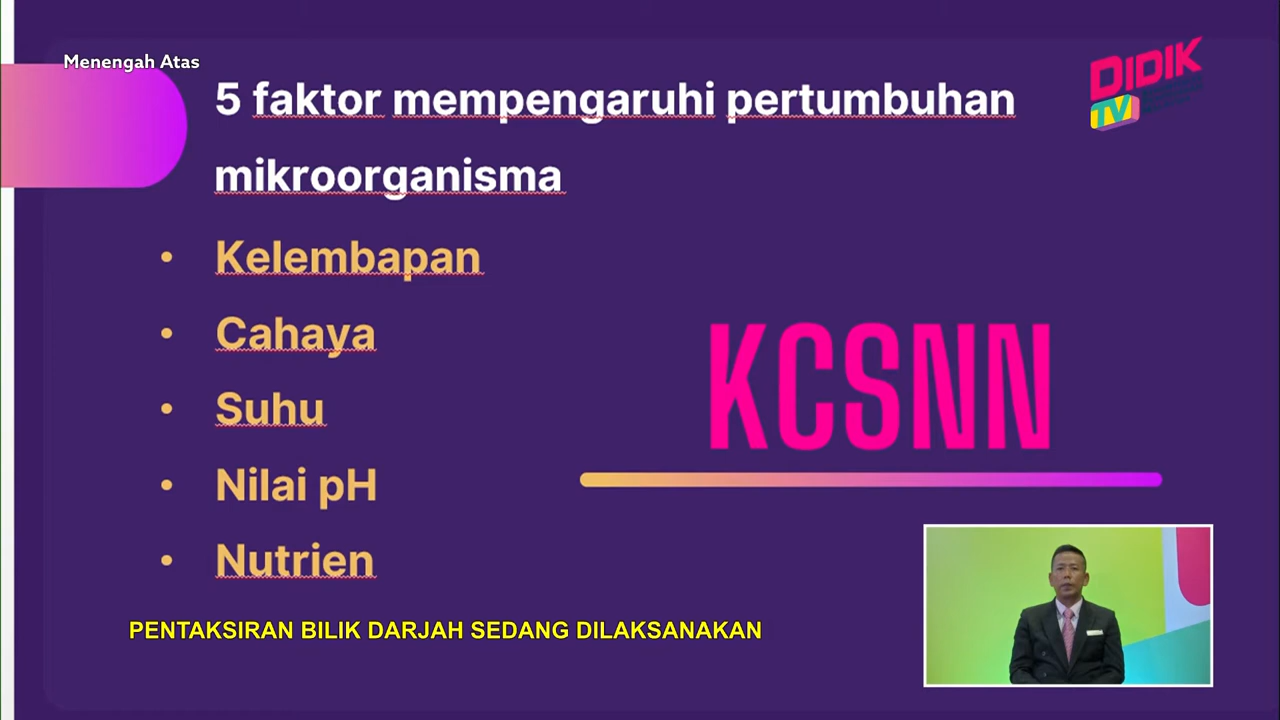 Menengah Atas
5 faktor mempengaruhi pertumbuhan
mikroorganisma
• Kelembapan
• Cahaya
• Suhu
• Nilai pH
• Nutrien
KCSNN
PENTAKSIRAN BILIK DARJAH SEDANG DILAKSANAKAN
DIDIK
TV